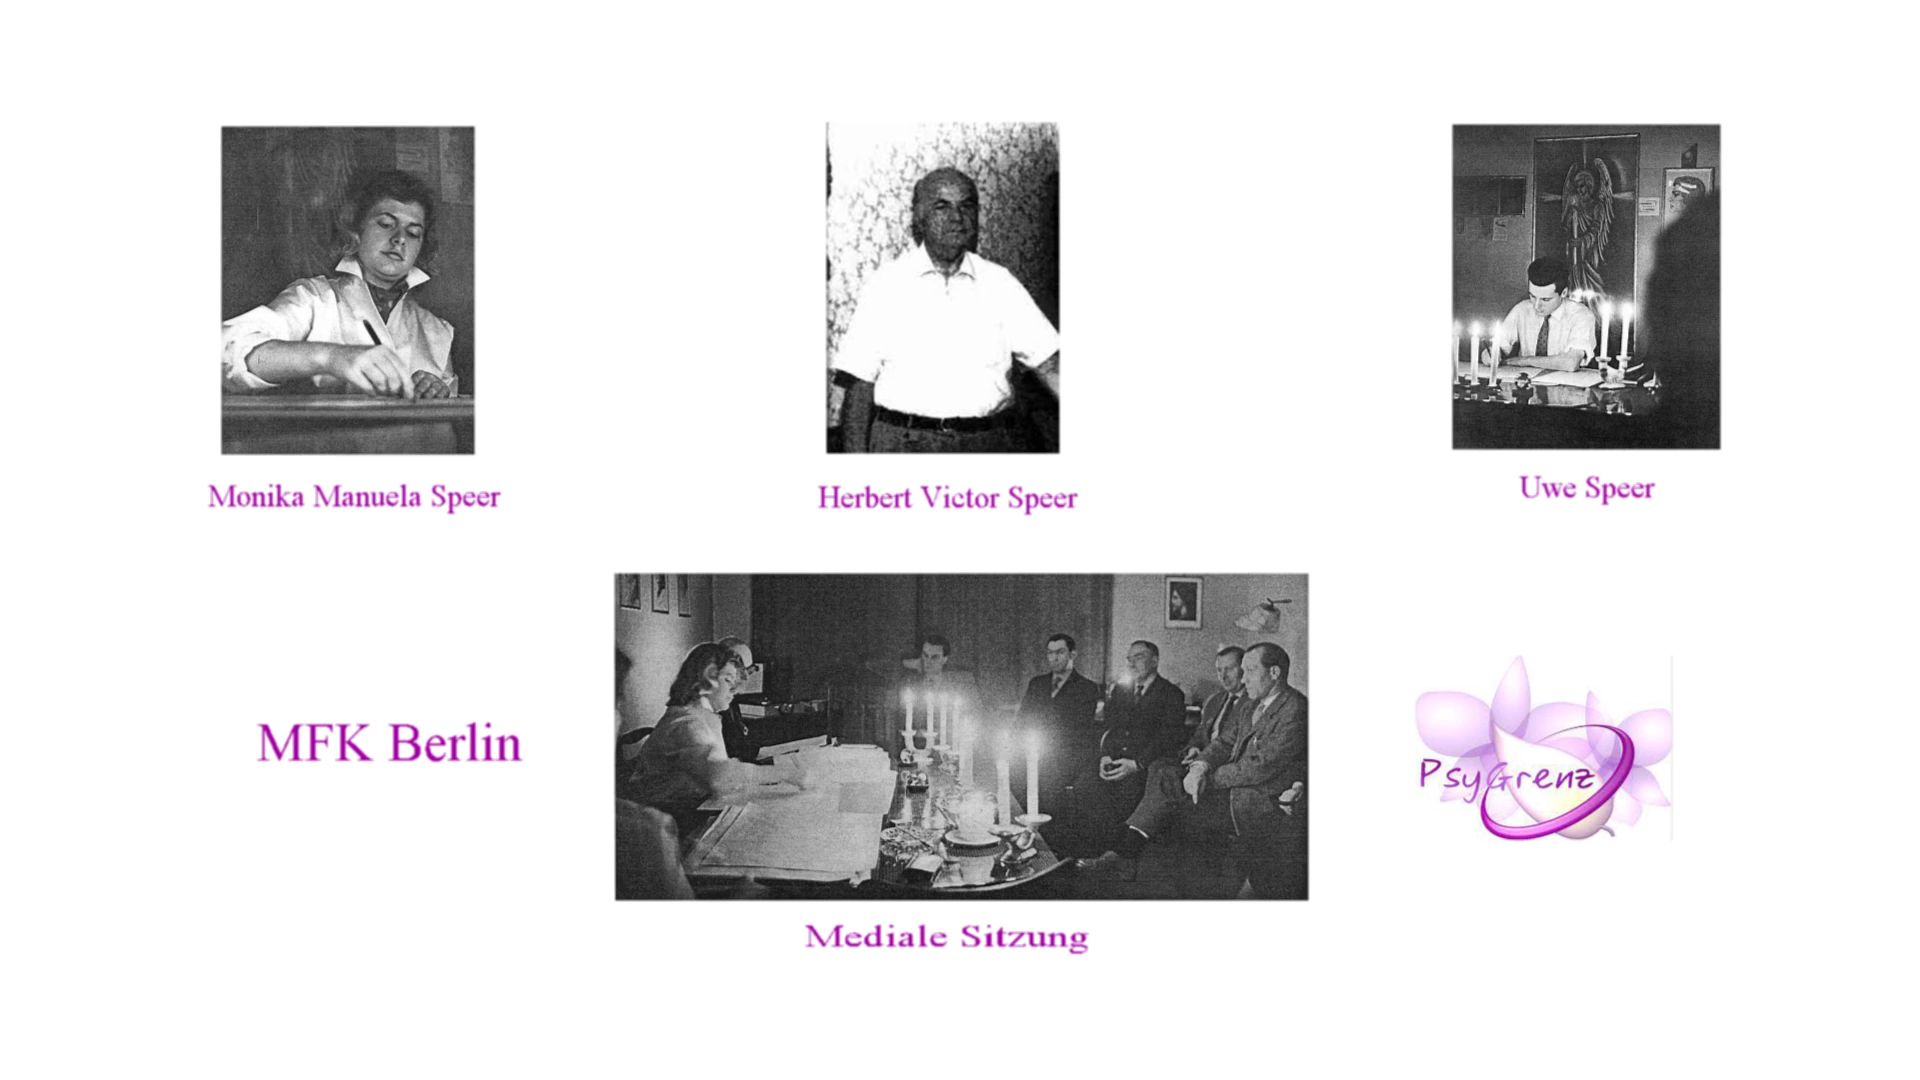 Monika Manuela Speer
Herbert Victor Speer
Uwe Speer
MFK Berlin
PsyGrenz
Mediale Sitzung